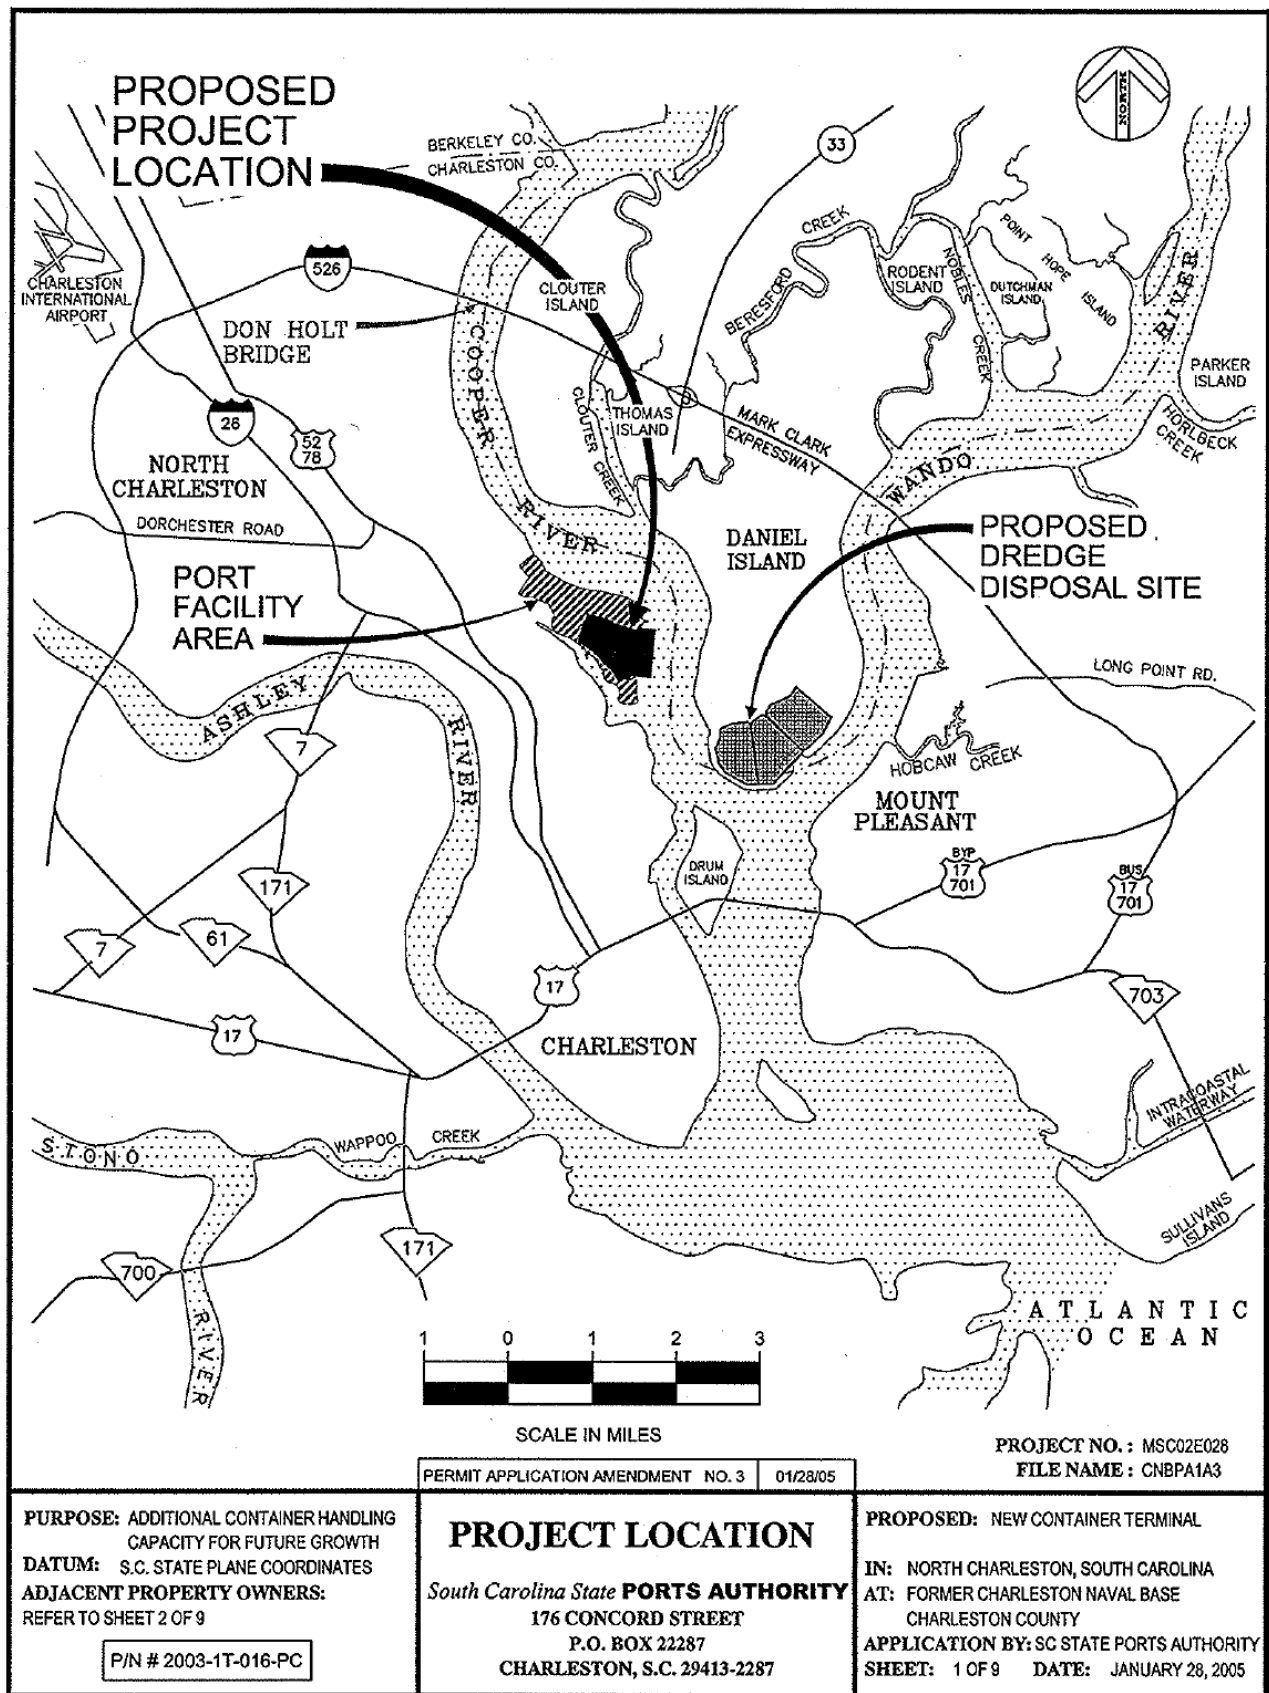 PROPOSED
PROJECT
LOCATION
NORTH
BERKELEY CO.
CHARLESTON CO.
33
CHARLESTON
INTERNATIONAL
AIRPORT
526
CLOUTER
ISLAND
DON HOLT
BRIDGE
COOPER
RIVER
BERESFORD
CREEK
RODENT
ISLAND
NOBLES
CREEK
POINT
HOPE
ISLAND
DUTCHMAN
ISLAND
RIVER
PARKER
ISLAND
HORLBECK
CREEK
26
52
78
THOMAS
ISLAND
CLOUTER CREEK
MARK CLARK
EXPRESSWAY
WANDO
NORTH
CHARLESTON
DORCHESTER ROAD
DANIEL
ISLAND
PROPOSED
DREDGE
DISPOSAL SITE
PORT
FACILITY
AREA
LONG POINT RD.
ASHLEY
RIVER
7
HOBCAW CREEK
MOUNT
PLEASANT
DRUM
ISLAND
BYP
17
701
BUS
17
701
171
61
7
17
703
17
CHARLESTON
INTRACOASTAL
WATERWAY
STONO
WAPPOO CREEK
SULLIVANS
ISLAND
171
700
RIVER
ATLANTIC
OCEAN
1 0 1 2 3
SCALE IN MILES
PROJECT NO. : MSC02E026
FILE NAME : CNBPA1A3
PERMIT APPLICATION AMENDMENT NO. 3 01/28/05
PURPOSE: ADDITIONAL CONTAINER HANDLING
CAPACITY FOR FUTURE GROWTH
DATUM: S.C. STATE PLANE COORDINATES
ADJACENT PROPERTY OWNERS:
REFER TO SHEET 2 OF 9
P/N # 2003-1T-016-PC
PROJECT LOCATION
South Carolina State PORTS AUTHORITY
176 CONCORD STREET
P.O. BOX 22287
CHARLESTON, S.C. 29413-2287
PROPOSED: NEW CONTAINER TERMINAL
IN: NORTH CHARLESTON, SOUTH CAROLINA
AT: FORMER CHARLESTON NAVAL BASE
CHARLESTON COUNTY
APPLICATION BY: SC STATE PORTS AUTHORITY
SHEET: 1 OF 9 DATE: JANUARY 28, 2005